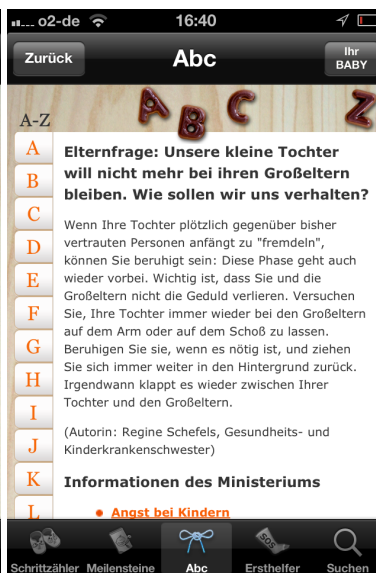 o2-de 16:40
Zurück Abc Ihr BABY
A B C Z
A-Z
A
B
C
D
E
F
G
H
I
J
K
L
Elternfrage: Unsere kleine Tochter
will nicht mehr bei ihren Großeltern
bleiben. Wie sollen wir uns verhalten?
Wenn Ihre Tochter plötzlich gegenüber bisher
vertrauten Personen anfängt zu "fremdeln",
können Sie beruhigt sein: Diese Phase geht auch
wieder vorbei. Wichtig ist, dass Sie und die
Großeltern nicht die Geduld verlieren. Versuchen
Sie, Ihre Tochter immer wieder bei den Großeltern
auf dem Arm oder auf dem Schoß zu lassen.
Beruhigen Sie sie, wenn es nötig ist, und ziehen
Sie sich immer weiter in den Hintergrund zurück.
Irgendwann klappt es wieder zwischen Ihrer
Tochter und den Großeltern.
(Autorin: Regine Schefels, Gesundheits- und
Kinderkrankenschwester)
Informationen des Ministeriums
Angst bei Kindern
SOS
Schrittzähler Meilensteine Abc Ersthelfer Suchen